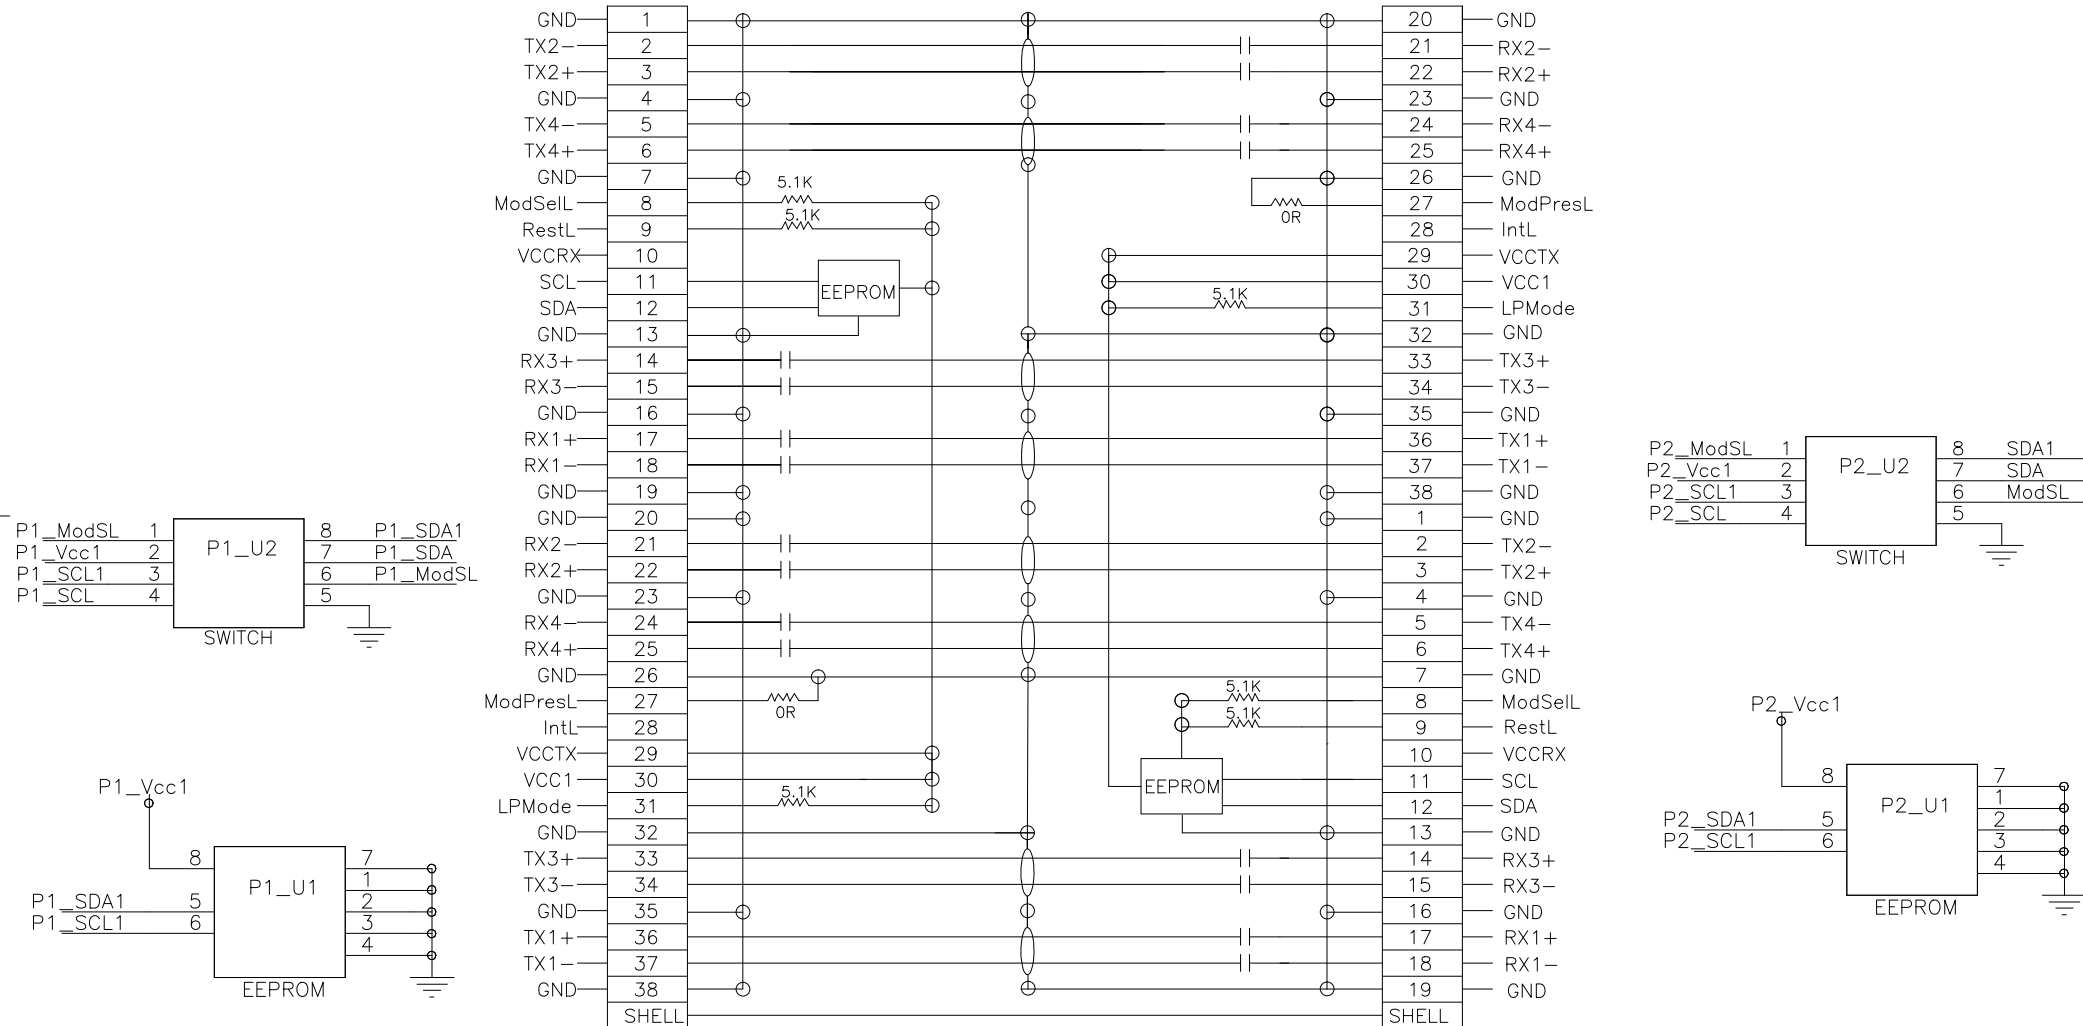 GND 1 20 GND
TX2- 2 21 RX2-
TX2+ 3 22 RX2+
GND 4 23 GND
TX4- 5 24 RX4-
TX4+ 6 25 RX4+
GND 7 26 GND
5.1K
ModSelL 8 27 ModPresL
5.1K 0R
RestL 9 28 IntL
VCCRX 10 29 VCCTX
SCL 11 30 VCC1
EEPROM 5.1K
SDA 12 31 LPMode
GND 13 32 GND
RX3+ 14 33 TX3+
RX3- 15 34 TX3-
GND 16 35 GND
RX1+ 17 36 TX1+
RX1- 18 37 TX1-
GND 19 38 GND
GND 20 1 GND
RX2- 21 2 TX2-
RX2+ 22 3 TX2+
GND 23 4 GND
RX4- 24 5 TX4-
RX4+ 25 6 TX4+
GND 26 7 GND
5.1K
ModPresL 27 8 ModSelL
0R 5.1K
IntL 28 9 RestL
VCCTX 29 10 VCCRX
VCC1 30 EEPROM 11 SCL
5.1K
LPMode 31 12 SDA
GND 32 13 GND
TX3+ 33 14 RX3+
TX3- 34 15 RX3-
GND 35 16 GND
TX1+ 36 17 RX1+
TX1- 37 18 RX1-
GND 38 19 GND
SHELL SHELL
P1_ModSL 1 8 P1_SDA1
P1_Vcc1 2 P1_U2 7 P1_SDA
P1_SCL1 3 6 P1_ModSL
P1_SCL 4 5
SWITCH
P1_Vcc1
8 7
1
P1_U1
P1_SDA1 5 2
P1_SCL1 6 3
4
EEPROM
P2_ModSL 1 8 SDA1
P2_Vcc1 2 P2_U2 7 SDA
P2_SCL1 3 6 ModSL
P2_SCL 4 5
SWITCH
P2_Vcc1
8 7
1
P2_U1
P2_SDA1 5 2
P2_SCL1 6 3
4
EEPROM